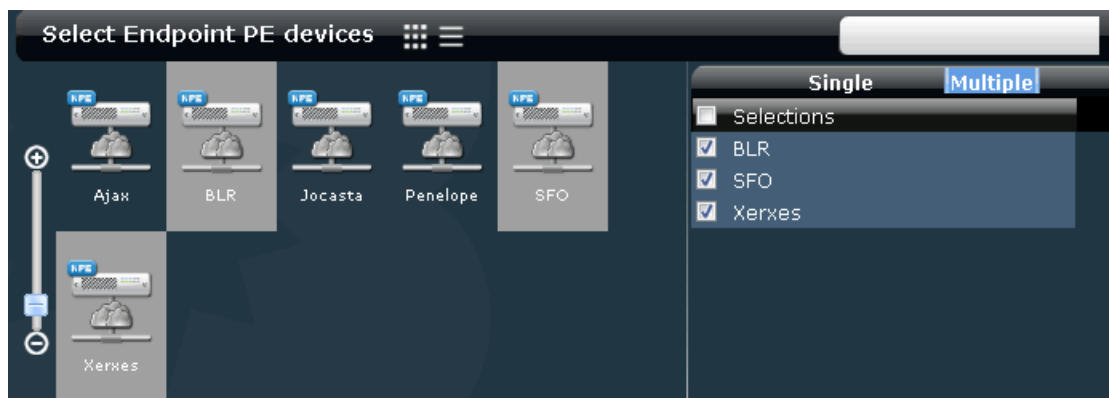 Select Endpoint PE devices
Single Multiple
Selections
BLR
SFO
Xerxes
NPE NPE NPE NPE NPE
Ajax BLR Jocasta Penelope SFO
NPE
Xerxes